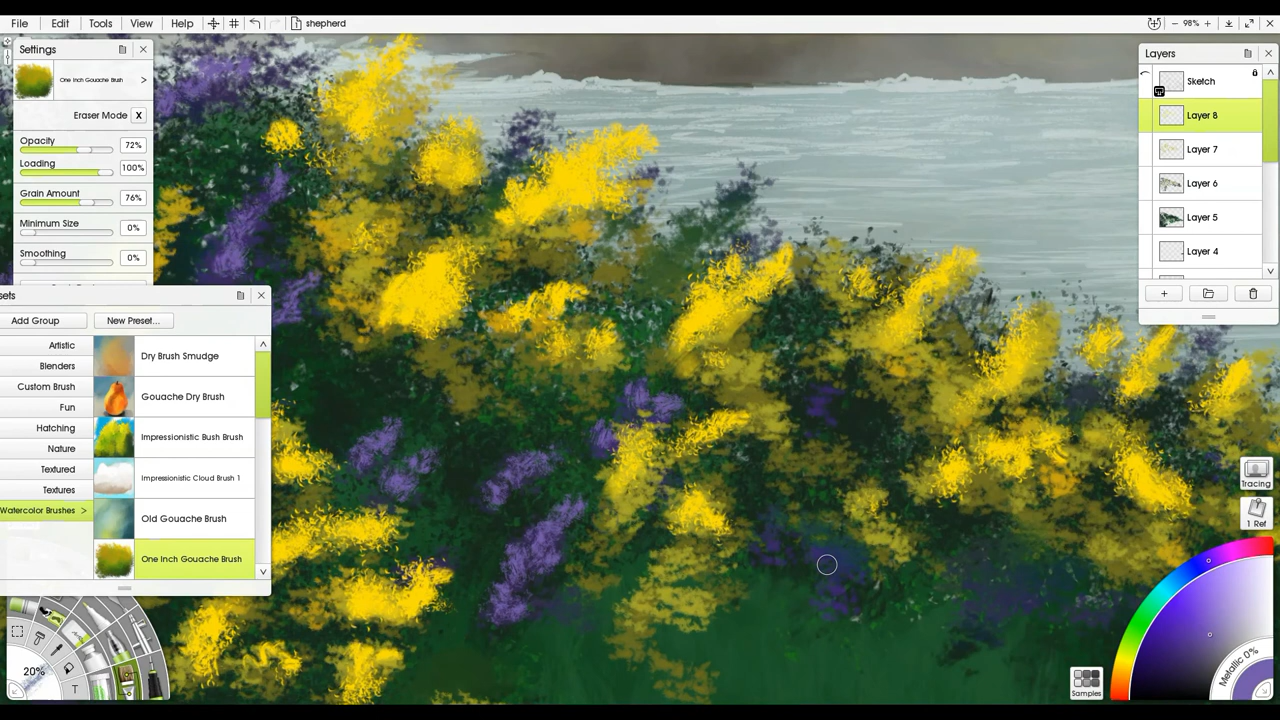 File Edit Tools View Help shepherd 98%
Settings
One Inch Gouache Brush >
Eraser Mode X
Opacity 72%
Loading 100%
Grain Amount 76%
Minimum Size 0%
Smoothing 0%
sets
Add Group New Preset...
Artistic
Blenders
Custom Brush
Fun
Hatching
Nature
Textured
Textures
Watercolor Brushes >
Dry Brush Smudge
Gouache Dry Brush
Impressionistic Bush Brush
Impressionistic Cloud Brush 1
Old Gouache Brush
One Inch Gouache Brush
20%
T
Layers
Sketch
Layer 8
Layer 7
Layer 6
Layer 5
Layer 4
Tracing
1 Ref
Samples
Metallic 0%